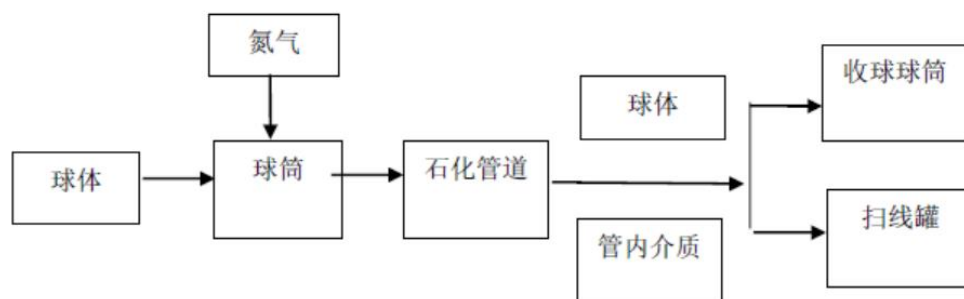 氮气
球体
收球球筒
球体
球筒
石化管道
管内介质
扫线罐